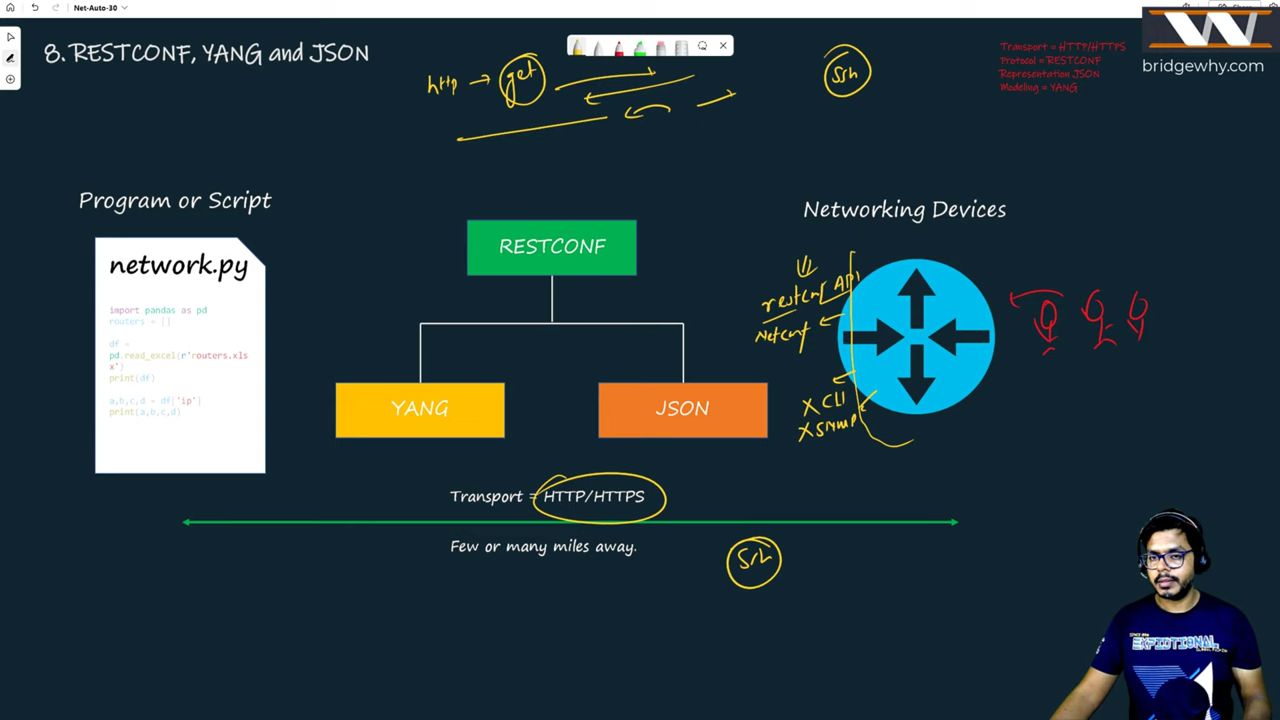 Net-Auto-30
8. RESTCONF, YANG and JSON
http → get
Ssh
Transport = HTTP/HTTPS
Protocol = RESTCONF
Representation JSON
Modeling = YANG
bridgewhy.com
Program or Script
network.py
import pandas as pd
routers = []
df =
pd.read_excel(r'routers.xls
x')
print(df)
a,b,c,d = df['ip']
print(a,b,c,d)
RESTCONF
YANG
JSON
Networking Devices
restconf API
Netconf
X CLI
X SNMP
Transport = HTTP/HTTPS
Few or many miles away.
Ssh
EXPIDTIONAL